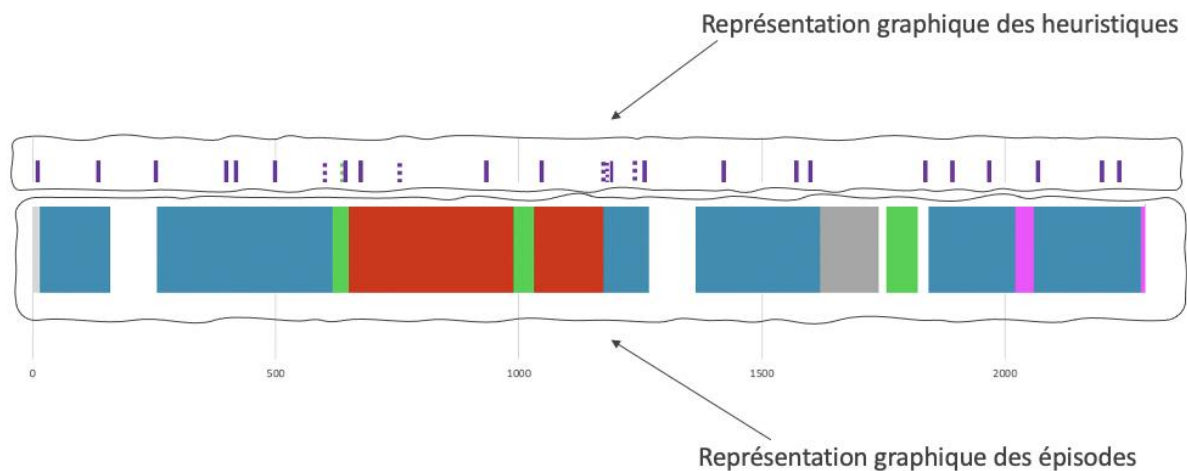 Représentation graphique des heuristiques
0 500 1000 1500 2000
Représentation graphique des épisodes